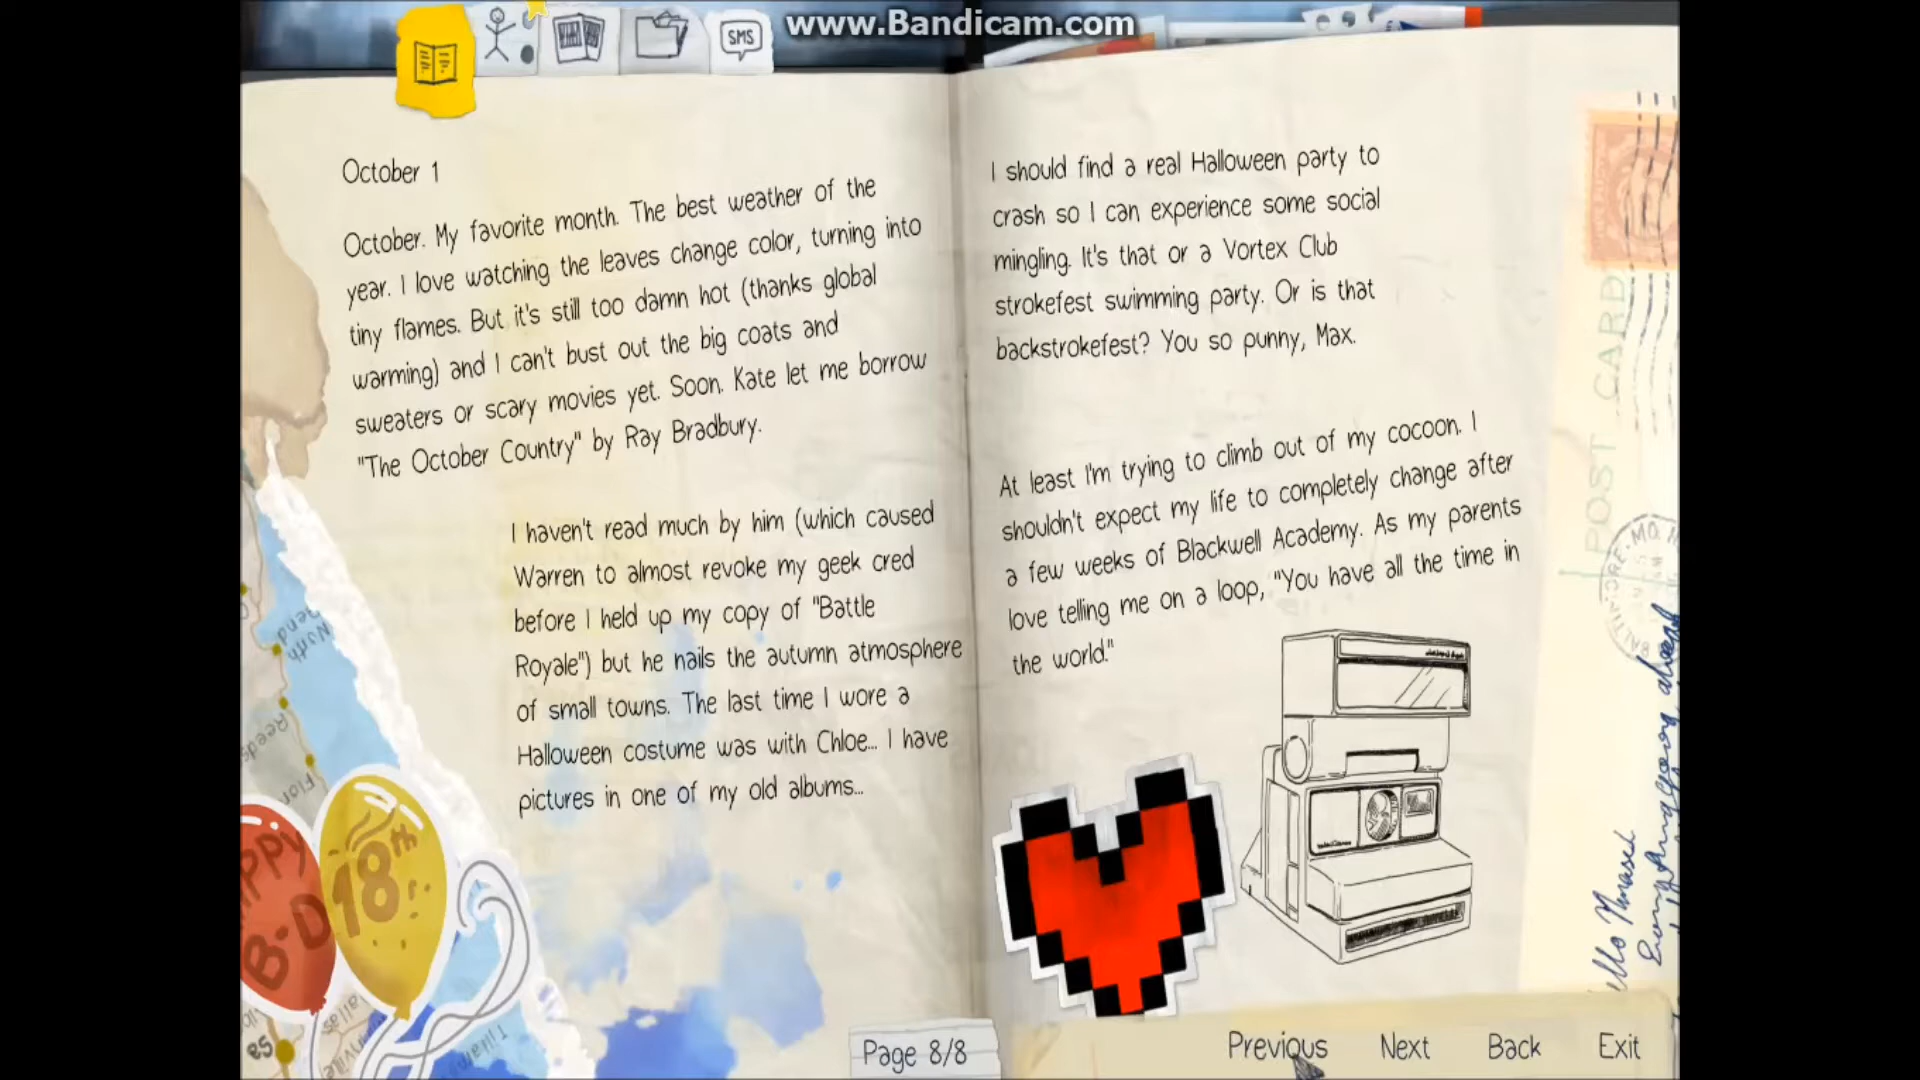 www.Bandicam.com
SMS
October 1
October. My favorite month. The best weather of the
year. I love watching the leaves change color, turning into
tiny flames. But it's still too damn hot (thanks global
warming) and I can't bust out the big coats and
sweaters or scary movies yet. Soon. Kate let me borrow
"The October Country" by Ray Bradbury.
I haven't read much by him (which caused
Warren to almost revoke my geek cred
before I held up my copy of "Battle
Royale") but he nails the autumn atmosphere
of small towns. The last time I wore a
Halloween costume was with Chloe... I have
pictures in one of my old albums...
I should find a real Halloween party to
crash so I can experience some social
mingling. It's that or a Vortex Club
strokefest swimming party. Or is that
backstrokefest? You so punny, Max.
At least I'm trying to climb out of my cocoon. I
shouldn't expect my life to completely change after
a few weeks of Blackwell Academy. As my parents
love telling me on a loop, "You have all the time in
the world."
POST CARD
North
Bend
18th
B-D
Page 8/8
Previous
Next
Back
Exit